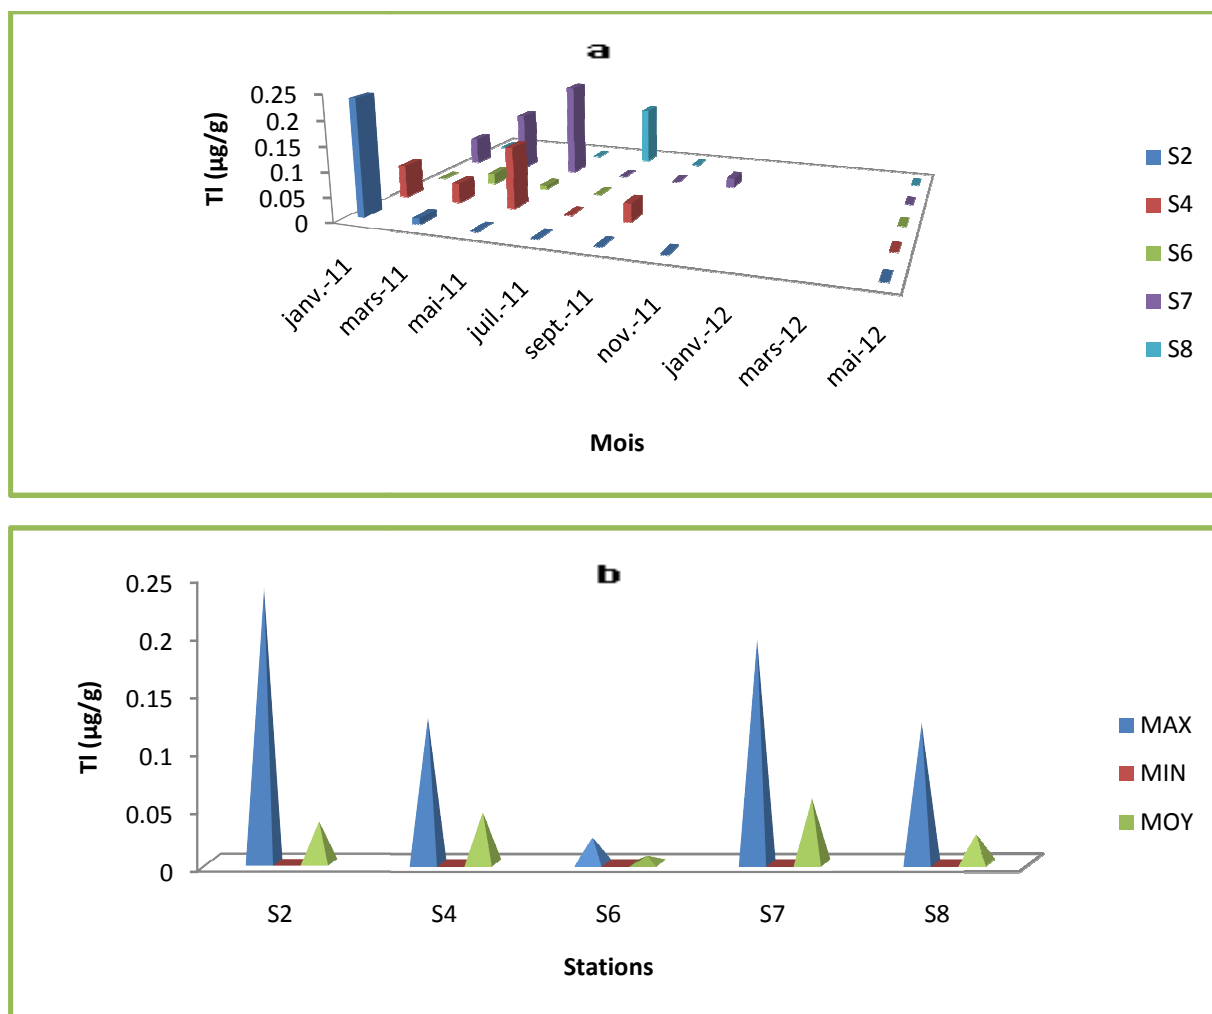 a
0.25
0.2
0.15
0.1
0.05
0
Tl (µg/g)
janv.-11
mars-11
mai-11
juil.-11
sept.-11
nov.-11
janv.-12
mars-12
mai-12
Mois
S2
S4
S6
S7
S8
b
0.25
0.2
0.15
0.1
0.05
0
Tl (µg/g)
S2
S4
S6
S7
S8
Stations
MAX
MIN
MOY